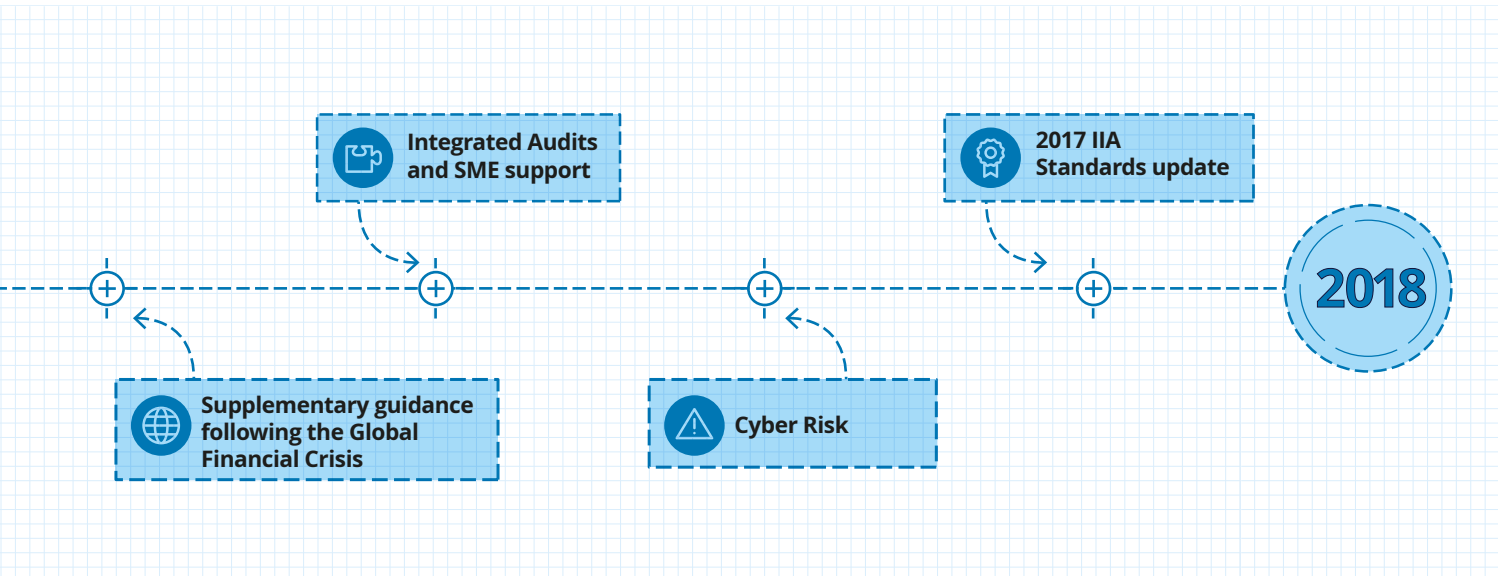 Integrated Audits
and SME support
2017 IIA
Standards update
2018
Supplementary guidance
following the Global
Financial Crisis
Cyber Risk